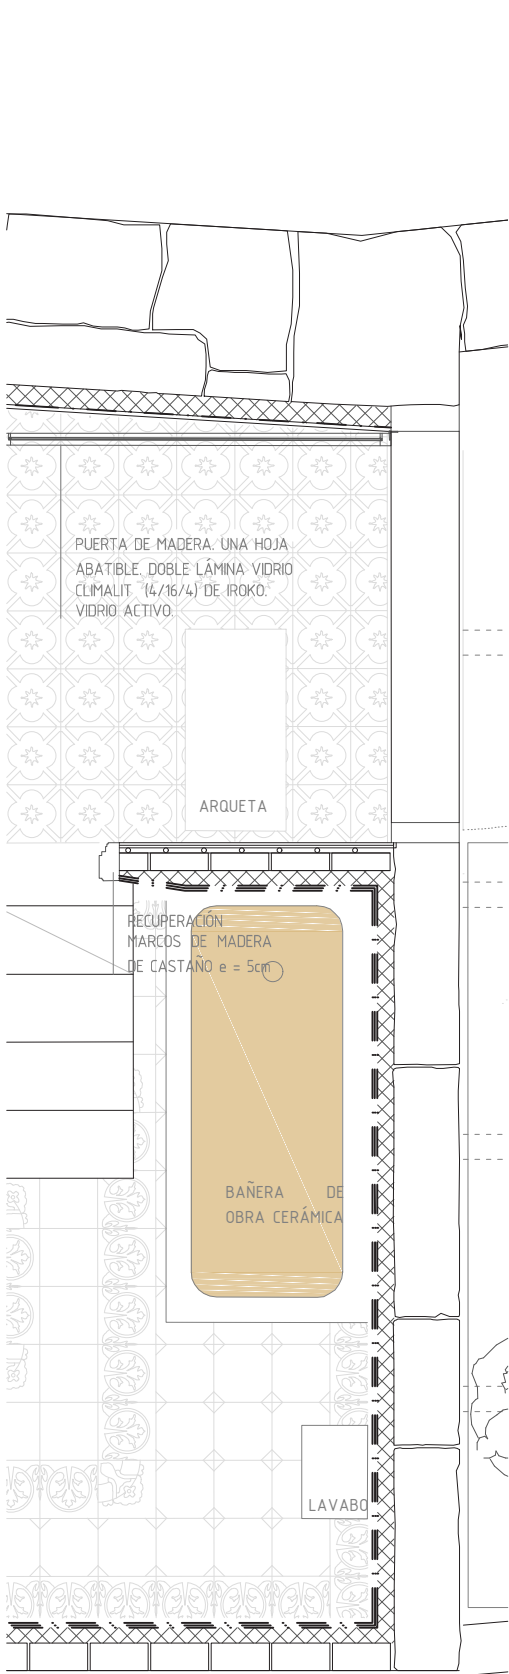 PUERTA DE MADERA. UNA HOJA
ABATIBLE. DOBLE LÁMINA VIDRIO
CLIMALIT (4/16/4) DE IROKO.
VIDRIO ACTIVO.
ARQUETA
RECUPERACIÓN
MARCOS DE MADERA
DE CASTAÑO e = 5cm
BAÑERA DE
OBRA CERÁMICA
LAVABO